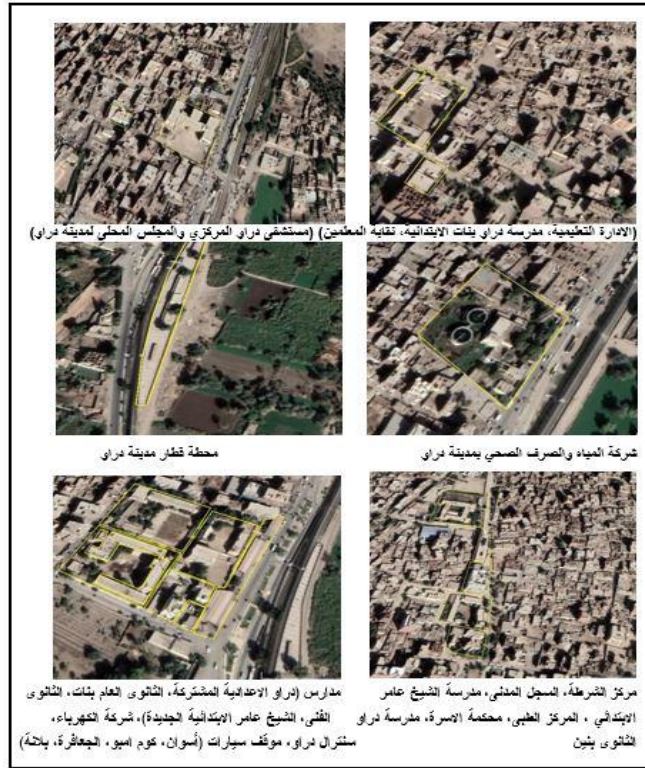 (الادارة التعليمية، مدرسة دراو بنات الابتدائية، نقابة المعلمين) (مستشفي دراو المركزي والمجلس المحلي لمدينة دراو)
شركة المياه والصرف الصحي بمدينة دراو
محطة قطار مدينة دراو
مركز الشرطة، السجل المدنى، مدرسة الشيخ عامر
الابتدائي ، المركز الطبى، محكمة الاسرة، مدرسة دراو
الثانوى بنين
مدارس (دراو الاعدادية المشتركة، الثانوى العام بنات، الثانوى
الفنى، الشيخ عامر الابتدائية الجديدة)، شركة الكهرباء،
سنترال دراو، موقف سيارات (أسوان، كوم امبو، الجعافرة، بلانة)